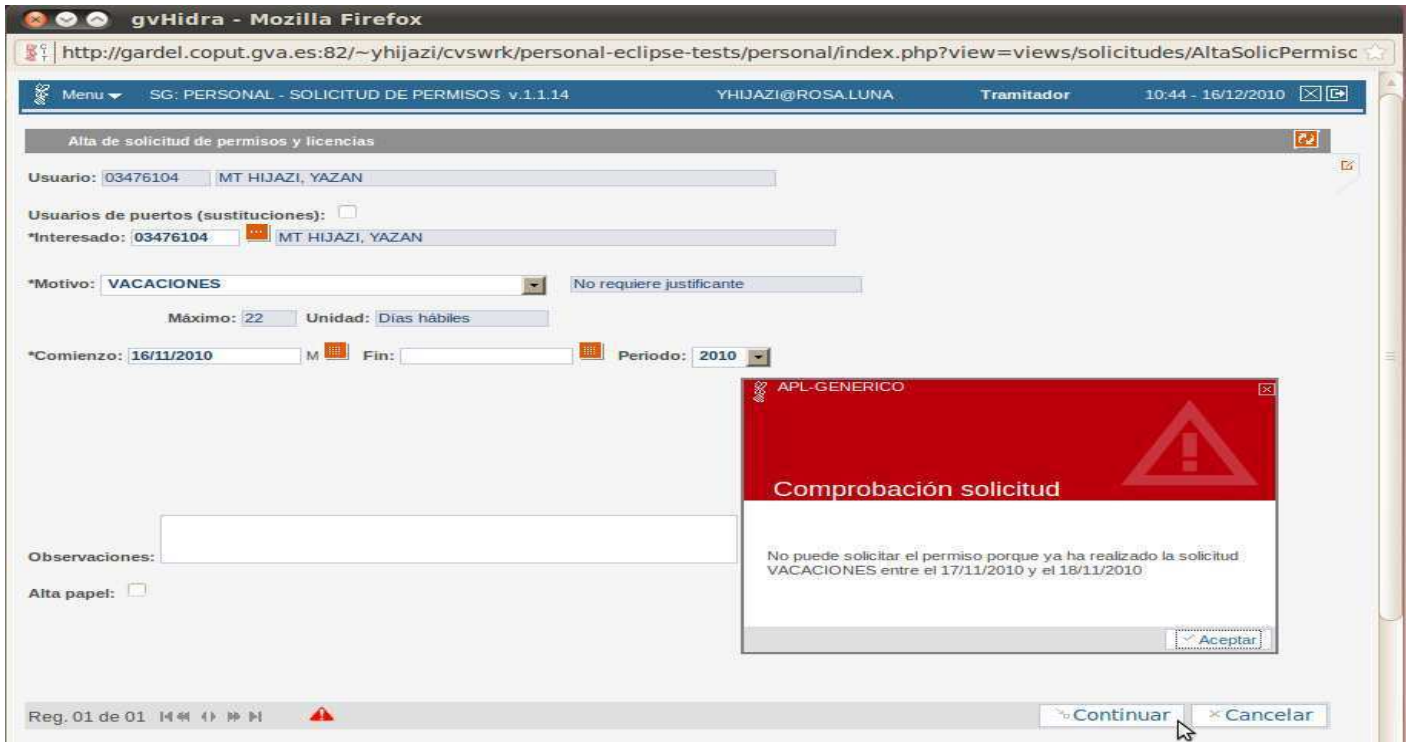 gvHidra - Mozilla Firefox
http://gardel.coput.gva.es:82/~yhijazi/cvswrk/personal-eclipse-tests/personal/index.php?view=views/solicitudes/AltaSolicPermisc
Menu SG: PERSONAL - SOLICITUD DE PERMISOS v.1.1.14 YHIJAZI@ROSA.LUNA Tramitador 10:44 - 16/12/2010
Alta de solicitud de permisos y licencias
Usuario: 03476104 MT HIJAZI, YAZAN
Usuarios de puertos (sustituciones):
*Interesado: 03476104 MT HIJAZI, YAZAN
*Motivo: VACACIONES No requiere justificante
Máximo: 22 Unidad: Días hábiles
*Comienzo: 16/11/2010 M Fin: Periodo: 2010
APL-GENERICO
Comprobación solicitud
No puede solicitar el permiso porque ya ha realizado la solicitud
VACACIONES entre el 17/11/2010 y el 18/11/2010
Aceptar
Observaciones:
Alta papel:
Reg. 01 de 01 Continuar Cancelar